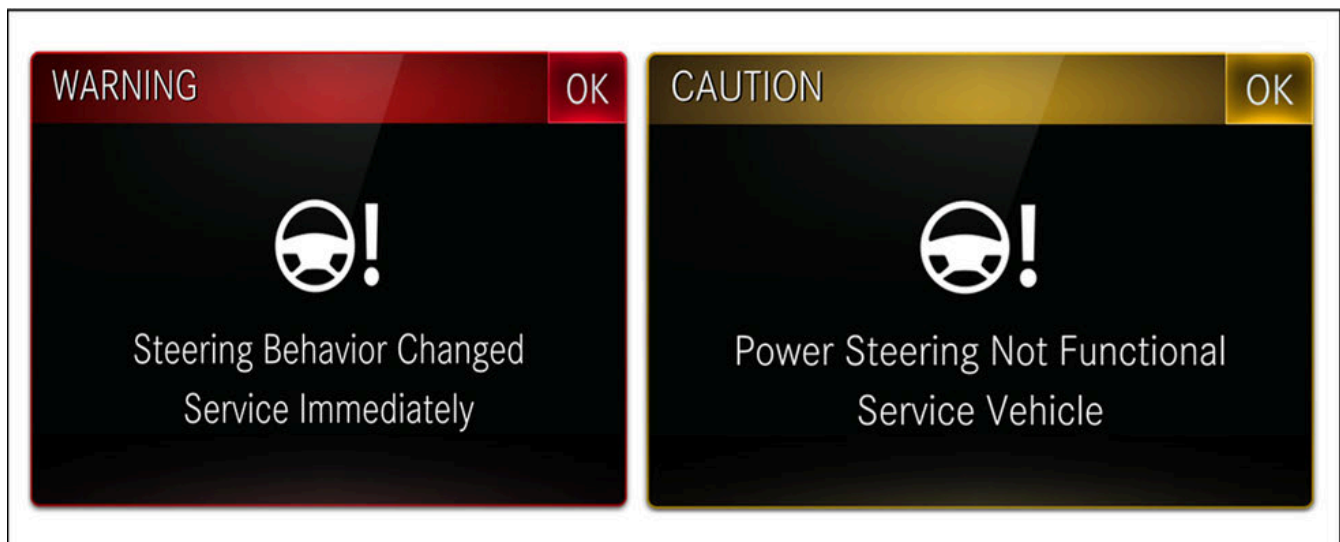 WARNING
OK
Steering Behavior Changed
Service Immediately
CAUTION
OK
Power Steering Not Functional
Service Vehicle